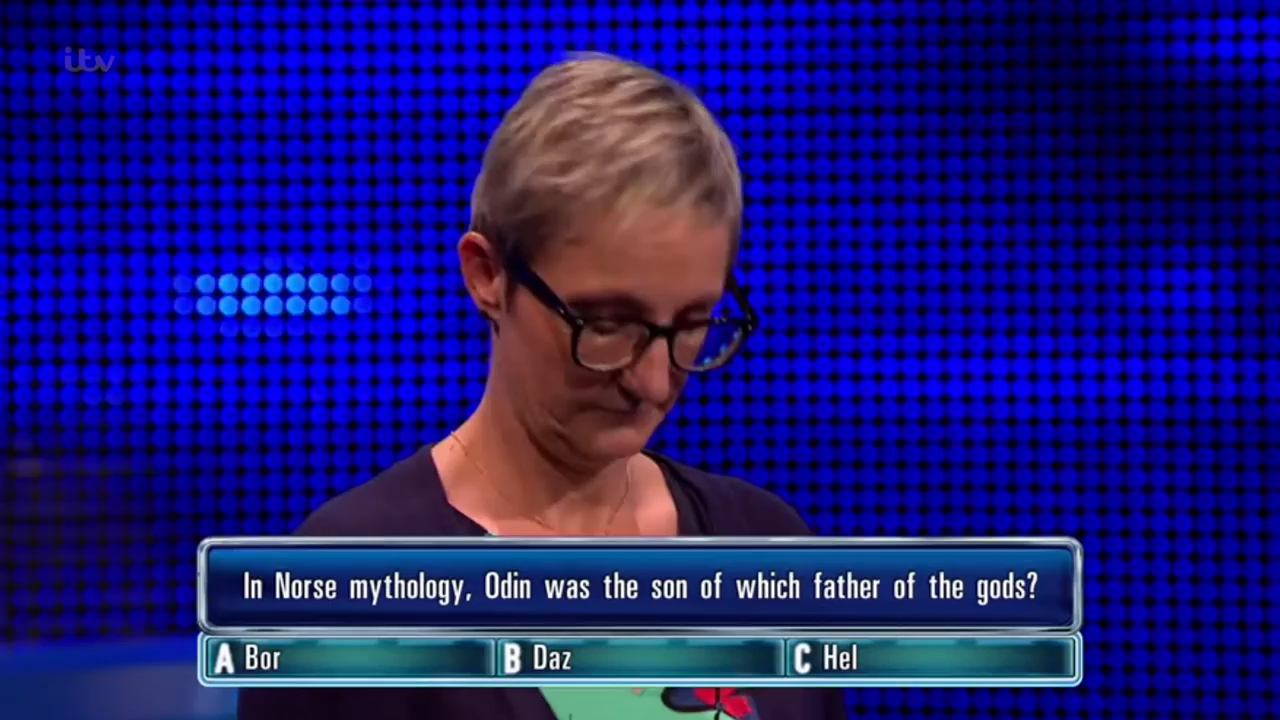 itv
In Norse mythology, Odin was the son of which father of the gods?
A Bor
B Daz
C Hel